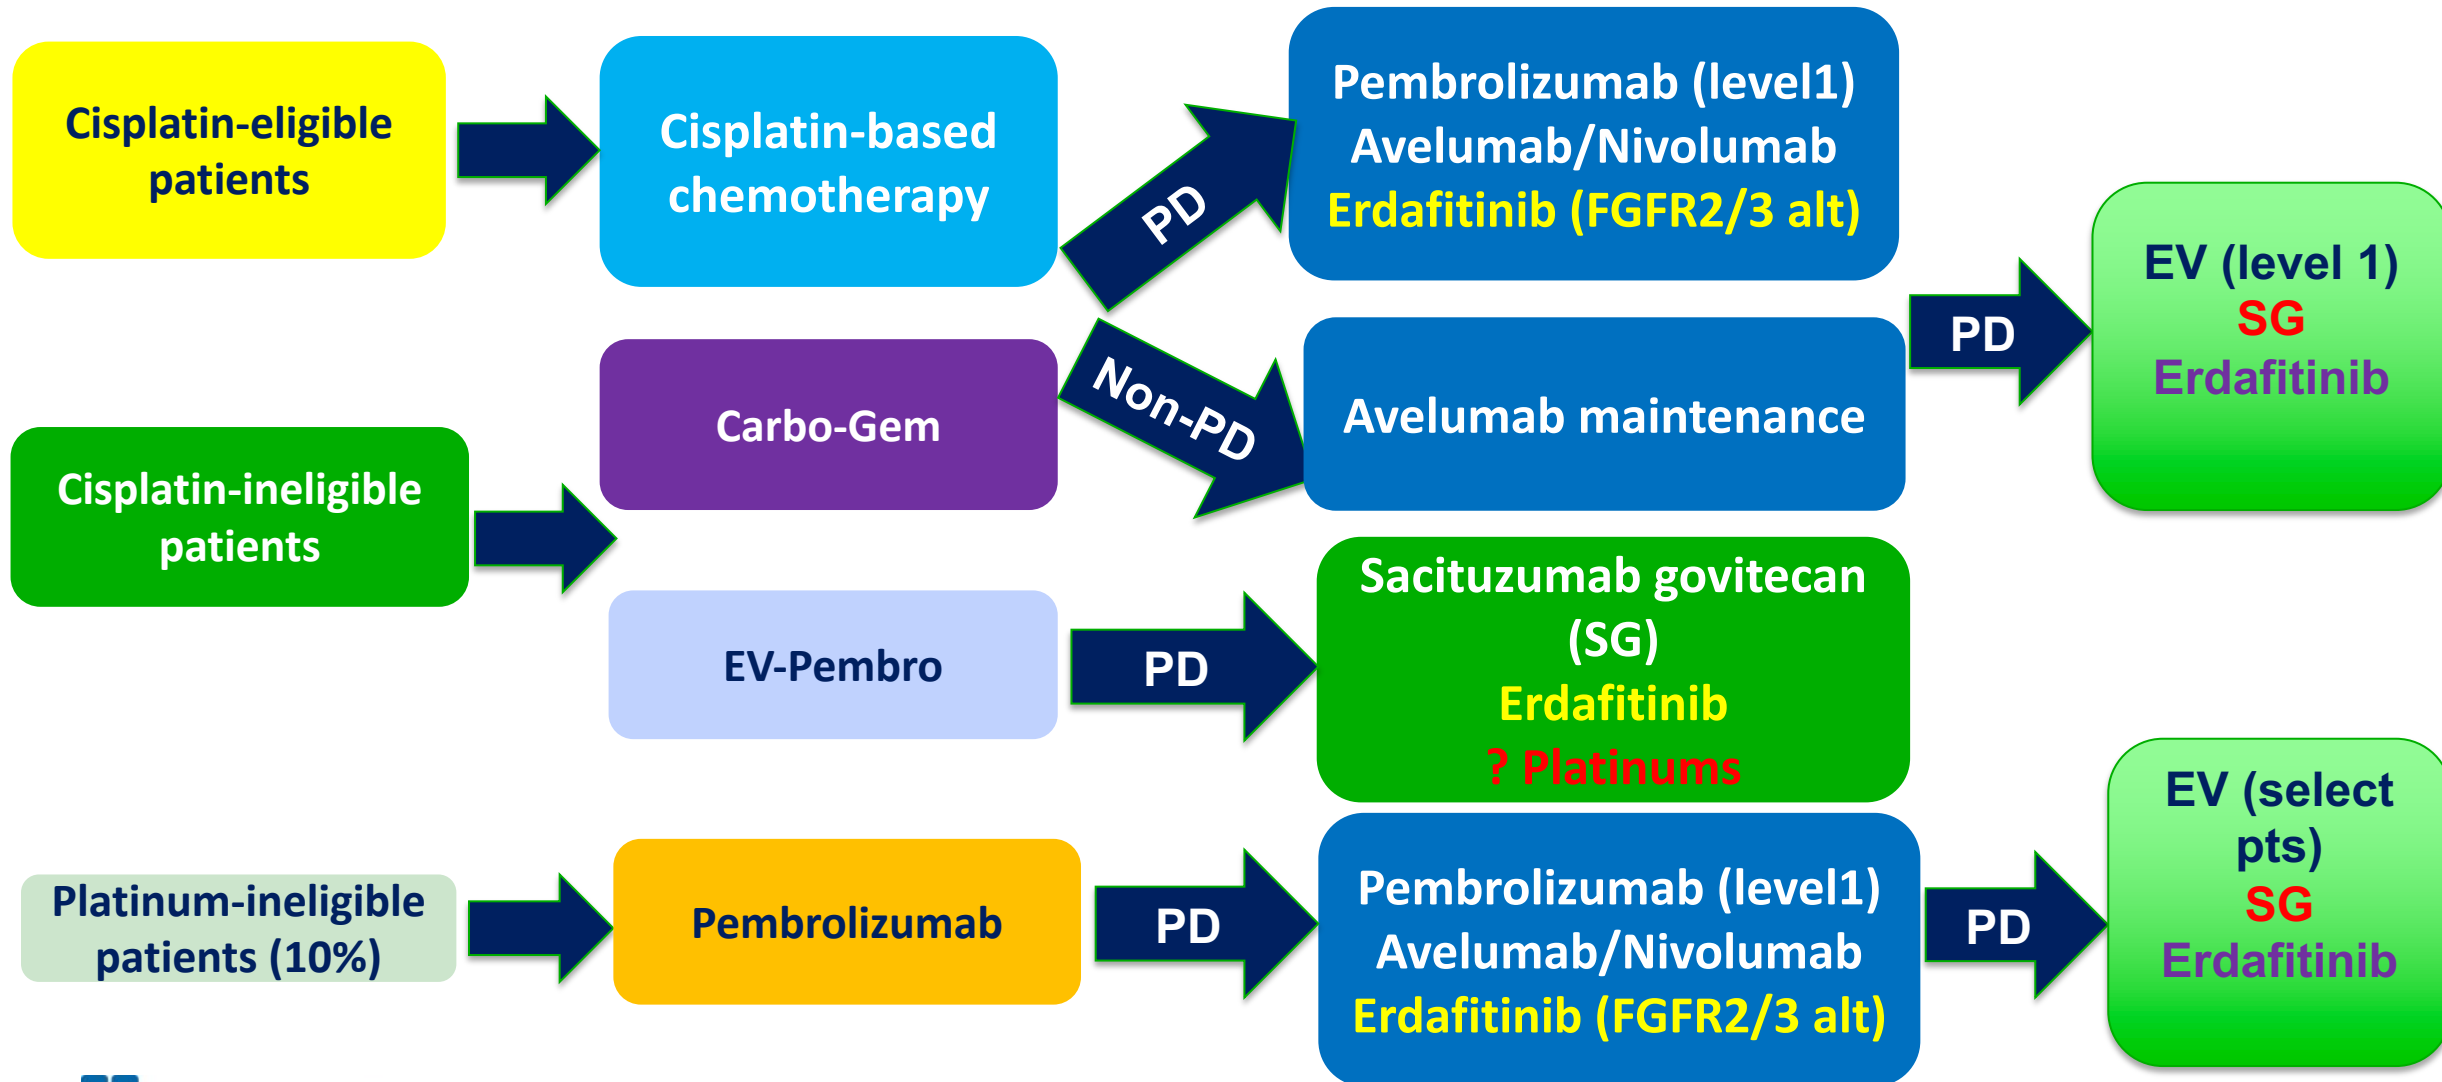 Cisplatin-eligible
patients
Cisplatin-based
chemotherapy
PD
Pembrolizumab (level1)
Avelumab/Nivolumab
Erdafitinib (FGFR2/3 alt)
Non-PD
Avelumab maintenance
PD
EV (level 1)
SG
Erdafitinib
Cisplatin-ineligible
patients
Carbo-Gem
EV-Pembro
PD
Sacituzumab govitecan
(SG)
Erdafitinib
? Platinums
Platinum-ineligible
patients (10%)
Pembrolizumab
PD
Pembrolizumab (level1)
Avelumab/Nivolumab
Erdafitinib (FGFR2/3 alt)
PD
EV (select
pts)
SG
Erdafitinib